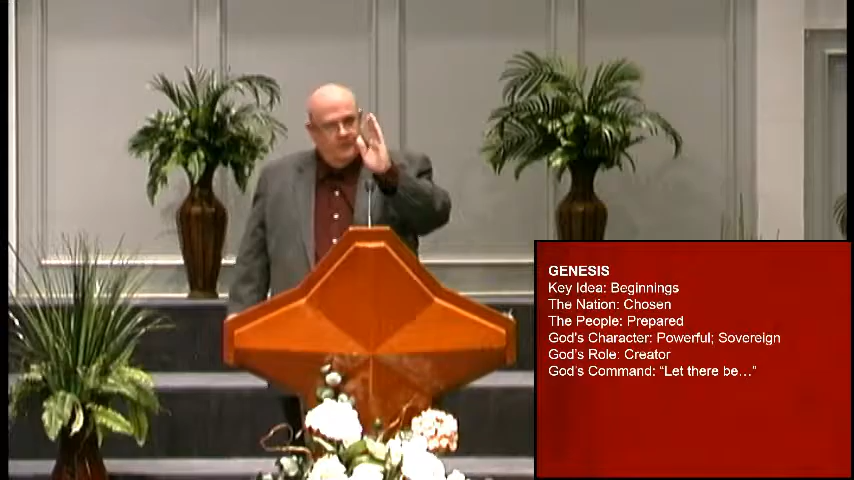 GENESIS
Key Idea: Beginnings
The Nation: Chosen
The People: Prepared
God's Character: Powerful; Sovereign
God's Role: Creator
God's Command: “Let there be…”